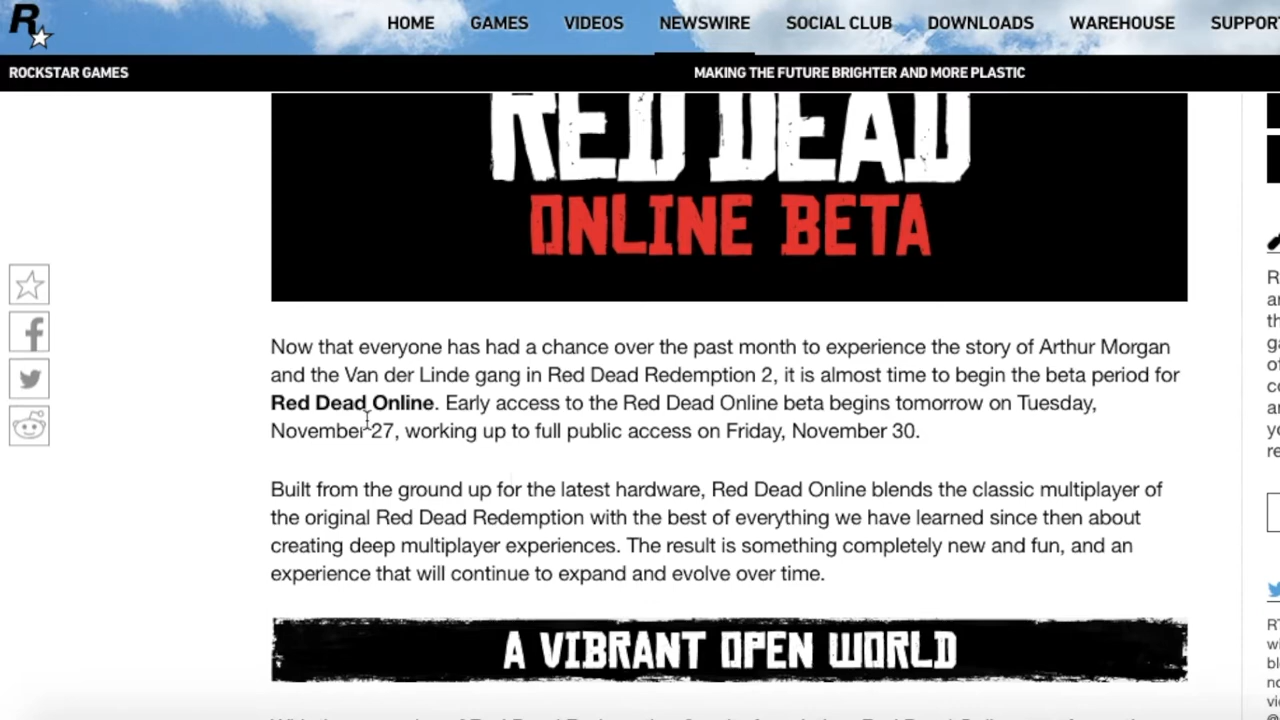 R
HOME GAMES VIDEOS NEWSWIRE SOCIAL CLUB DOWNLOADS WAREHOUSE SUPPORT
ROCKSTAR GAMES
MAKING THE FUTURE BRIGHTER AND MORE PLASTIC
RED DEAD
ONLINE BETA
Now that everyone has had a chance over the past month to experience the story of Arthur Morgan
and the Van der Linde gang in Red Dead Redemption 2, it is almost time to begin the beta period for
Red Dead Online. Early access to the Red Dead Online beta begins tomorrow on Tuesday,
November 27, working up to full public access on Friday, November 30.
Built from the ground up for the latest hardware, Red Dead Online blends the classic multiplayer of
the original Red Dead Redemption with the best of everything we have learned since then about
creating deep multiplayer experiences. The result is something completely new and fun, and an
experience that will continue to expand and evolve over time.
A VIBRANT OPEN WORLD